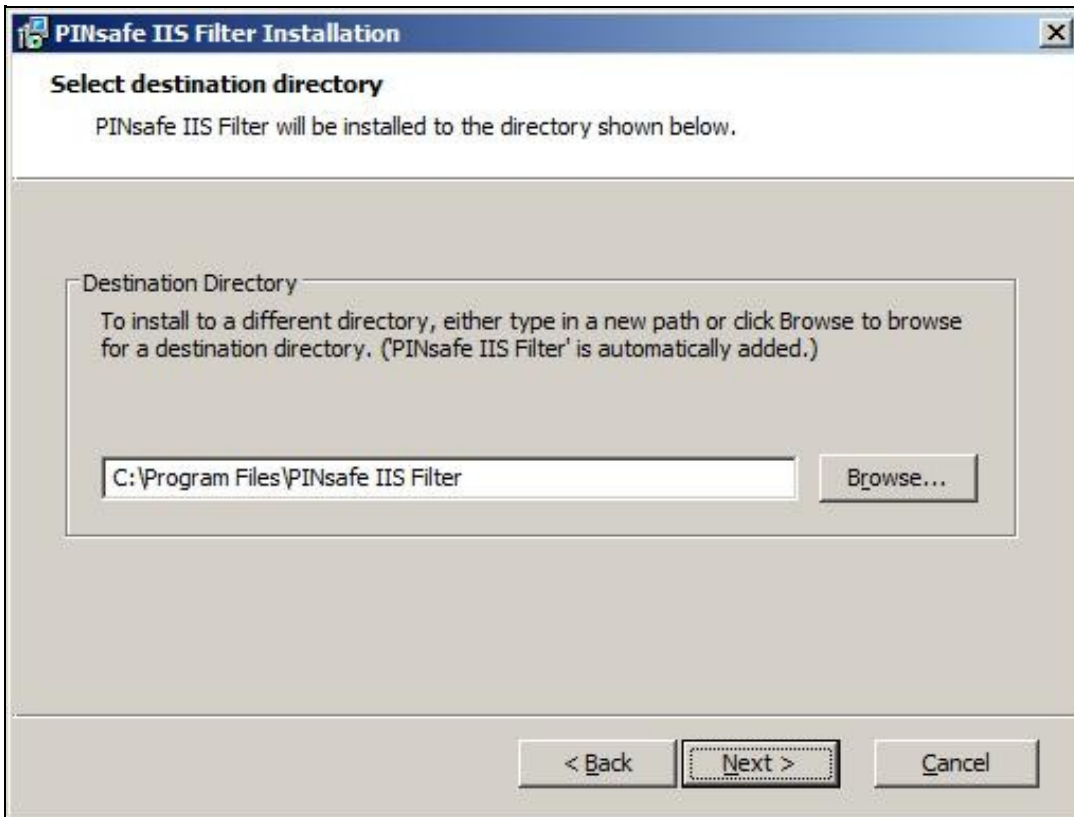 PINsafe IIS Filter Installation
Select destination directory
PINsafe IIS Filter will be installed to the directory shown below.
Destination Directory
To install to a different directory, either type in a new path or click Browse to browse
for a destination directory. ('PINsafe IIS Filter' is automatically added.)
C:\Program Files\PINsafe IIS Filter
Browse...
< Back
Next >
Cancel